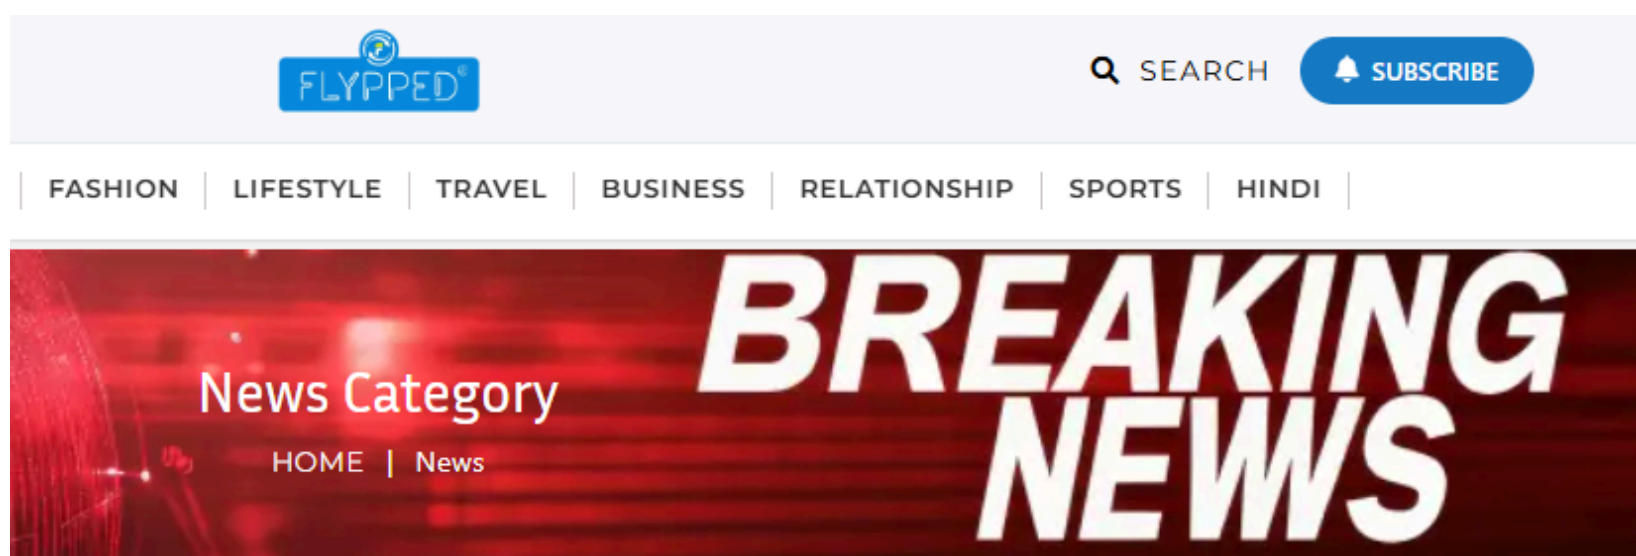 FLYPPED®
SEARCH SUBSCRIBE
FASHION LIFESTYLE TRAVEL BUSINESS RELATIONSHIP SPORTS HINDI
BREAKING
NEWS
News Category
HOME | News